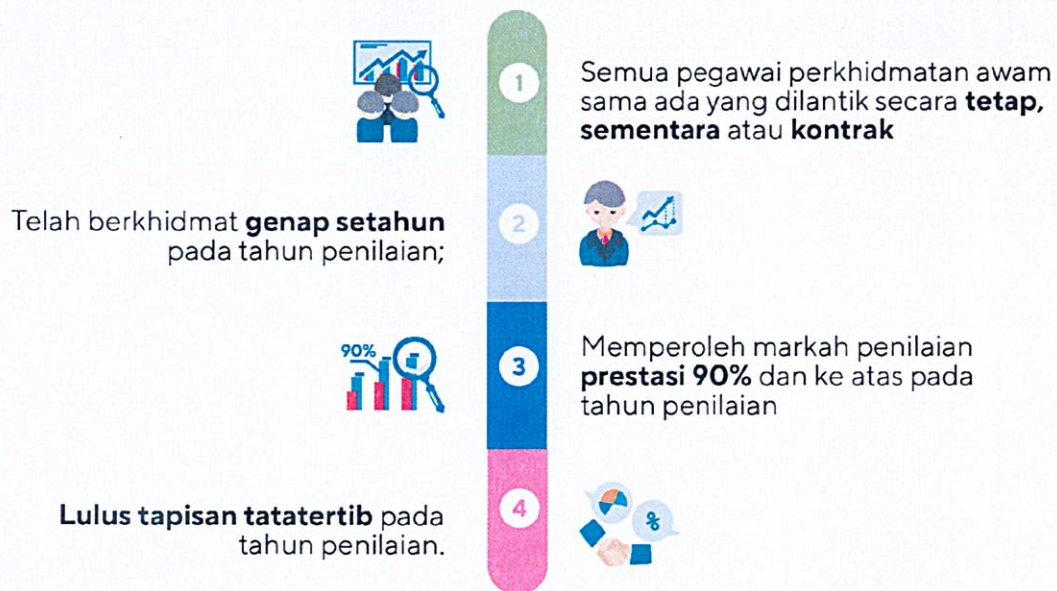 1
Semua pegawai perkhidmatan awam
sama ada yang dilantik secara tetap,
sementara atau kontrak
Telah berkhidmat genap setahun
pada tahun penilaian;
2
90%
3
Memperoleh markah penilaian
prestasi 90% dan ke atas pada
tahun penilaian
Lulus tapisan tatatertib pada
tahun penilaian.
4
%